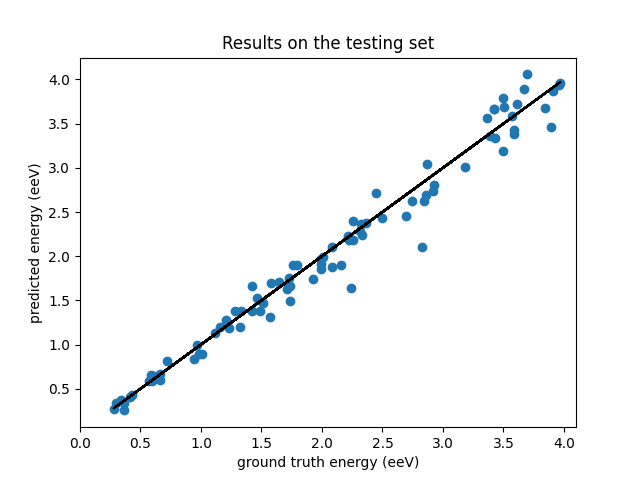 Results on the testing set
4.0
3.5
3.0
2.5
2.0
1.5
1.0
0.5
predicted energy (eeV)
0.0 0.5 1.0 1.5 2.0 2.5 3.0 3.5 4.0
ground truth energy (eeV)